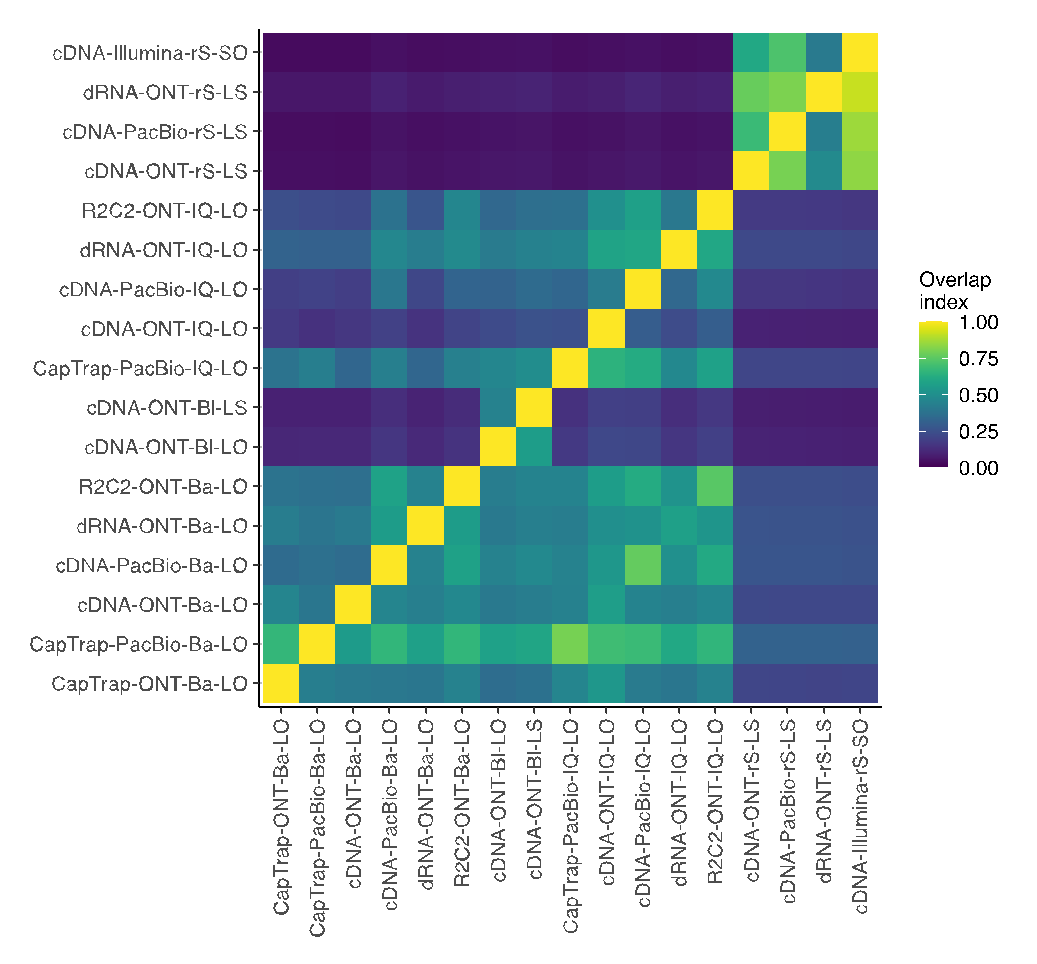 cDNA-Illumina-rS-SO
dRNA-ONT-rS-LS
cDNA-PacBio-rS-LS
cDNA-ONT-rS-LS
R2C2-ONT-IQ-LO
dRNA-ONT-IQ-LO
cDNA-PacBio-IQ-LO
cDNA-ONT-IQ-LO
CapTrap-PacBio-IQ-LO
cDNA-ONT-Bl-LS
cDNA-ONT-Bl-LO
R2C2-ONT-Ba-LO
dRNA-ONT-Ba-LO
cDNA-PacBio-Ba-LO
cDNA-ONT-Ba-LO
CapTrap-PacBio-Ba-LO
CapTrap-ONT-Ba-LO
CapTrap-ONT-Ba-LO
CapTrap-PacBio-Ba-LO
cDNA-ONT-Ba-LO
cDNA-PacBio-Ba-LO
dRNA-ONT-Ba-LO
R2C2-ONT-Ba-LO
cDNA-ONT-Bl-LO
cDNA-ONT-Bl-LS
CapTrap-PacBio-IQ-LO
cDNA-ONT-IQ-LO
cDNA-PacBio-IQ-LO
dRNA-ONT-IQ-LO
R2C2-ONT-IQ-LO
cDNA-ONT-rS-LS
cDNA-PacBio-rS-LS
dRNA-ONT-rS-LS
cDNA-Illumina-rS-SO
Overlap
index
1.00
0.75
0.50
0.25
0.00